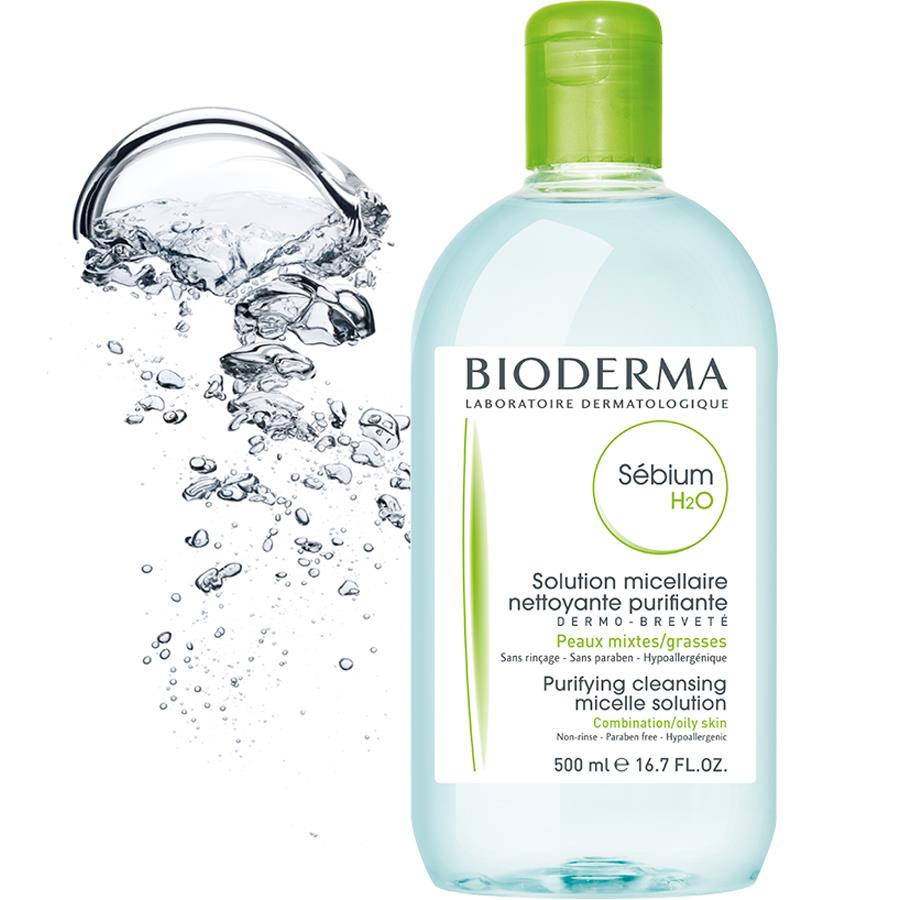 BIODERMA
LABORATOIRE DERMATOLOGIQUE
Sébium
H2O
Solution micellaire
nettoyante purifiante
DERMO-BREVETÉ
Peaux mixtes/grasses
Sans rinçage - Sans paraben - Hypoallergénique
Purifying cleansing
micelle solution
Combination/oily skin
Non-rinse - Paraben free - Hypoallergenic
500 ml ℮ 16.7 FL.OZ.